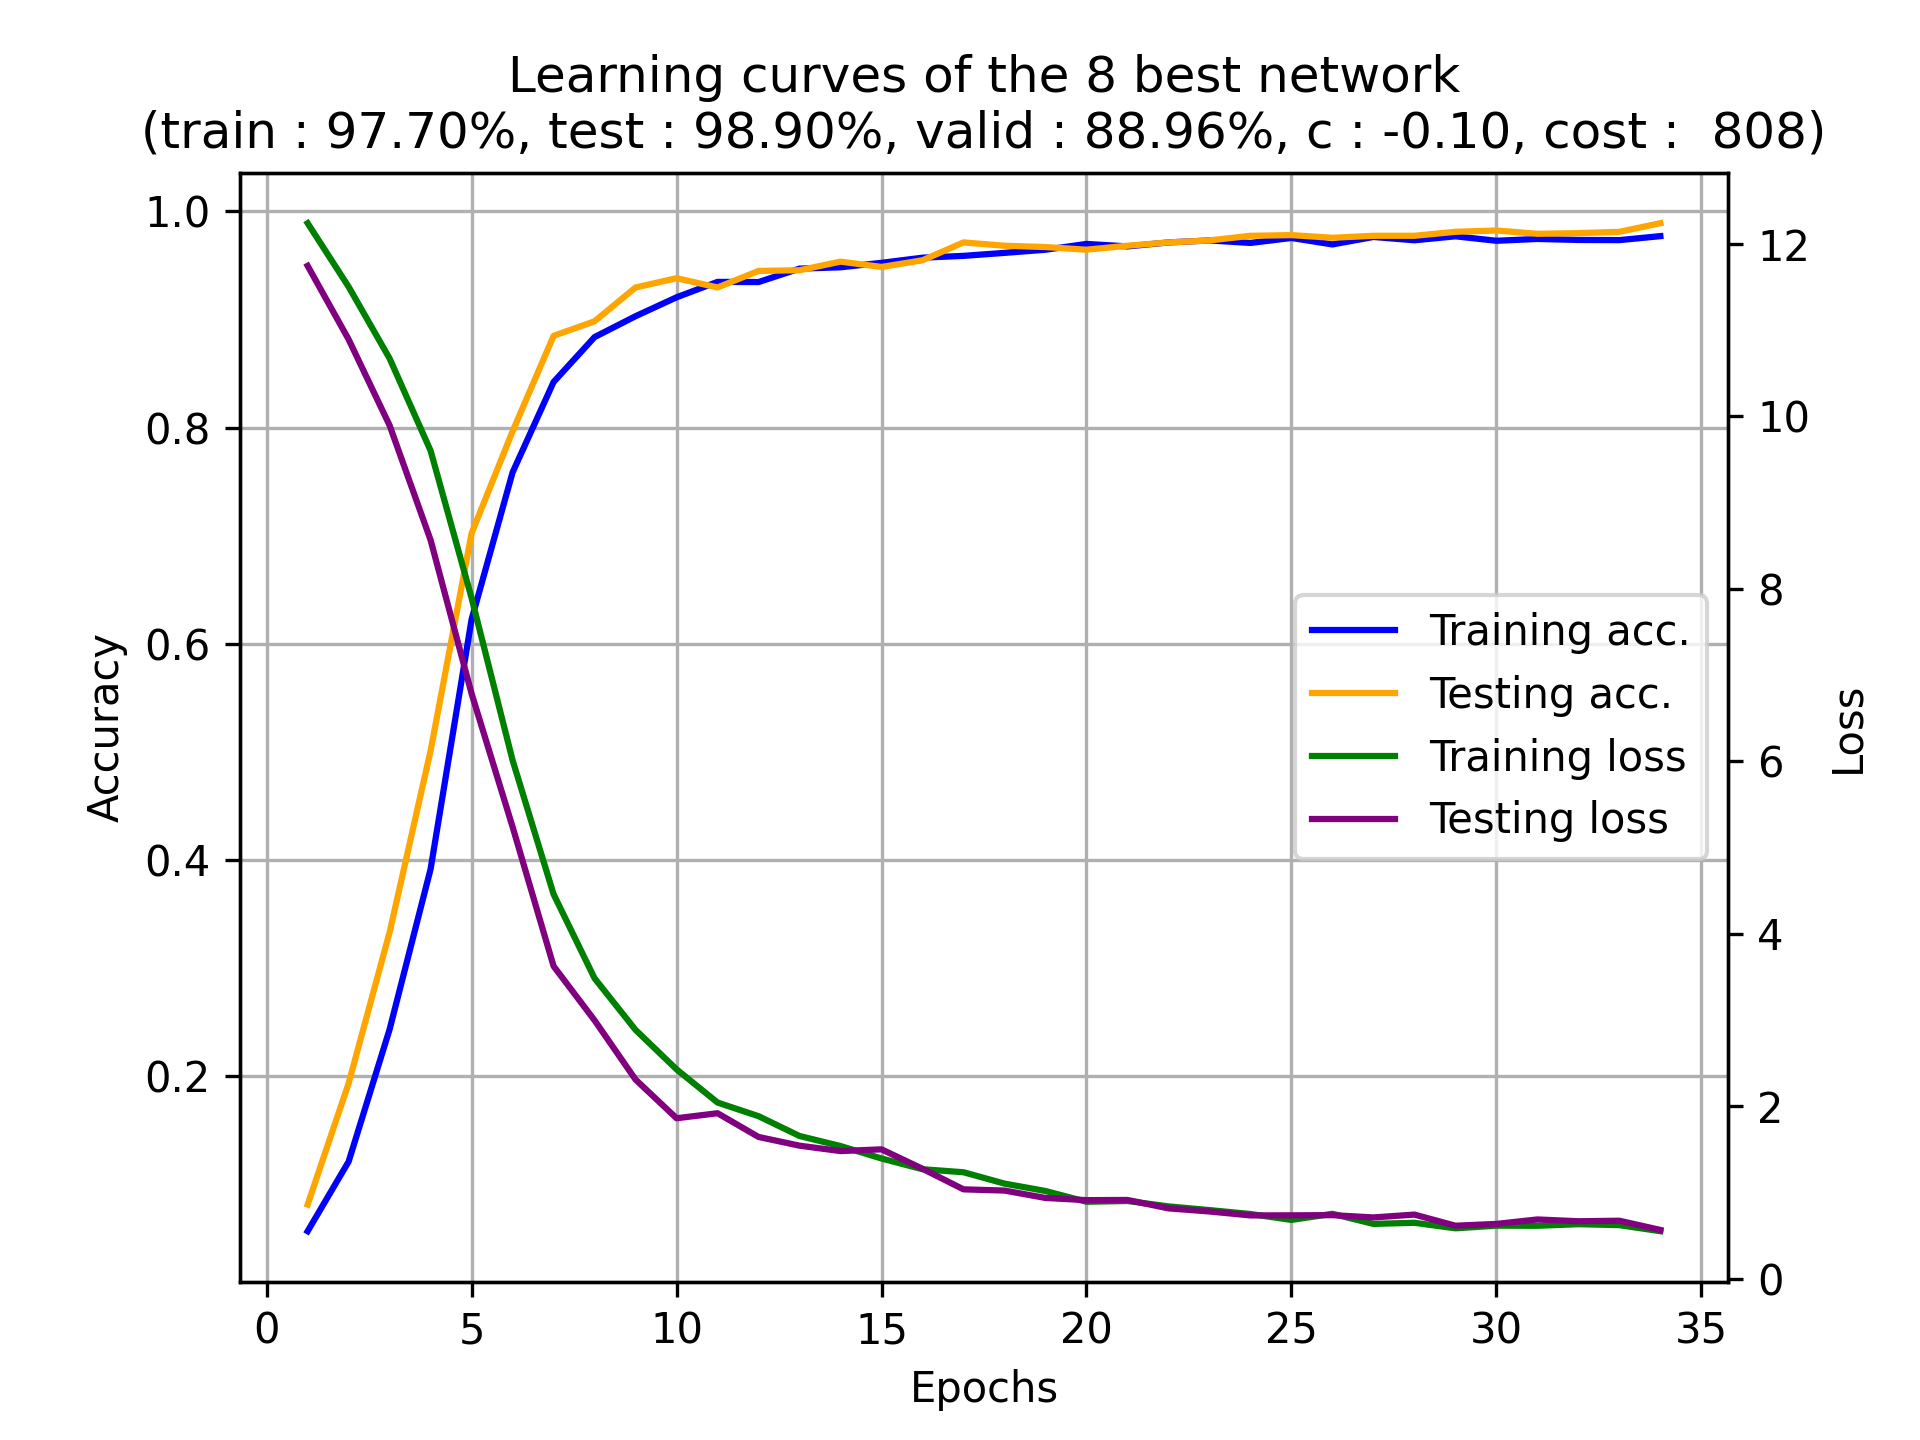 Learning curves of the 8 best network
(train : 97.70%, test : 98.90%, valid : 88.96%, c : -0.10, cost :  808)
1.0
0.8
0.6
0.4
0.2
Accuracy
12
10
8
6
4
2
0
Loss
Training acc.
Testing acc.
Training loss
Testing loss
0 5 10 15 20 25 30 35
Epochs